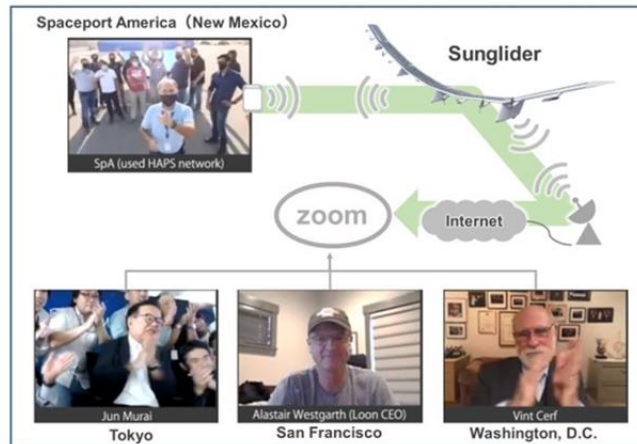 Spaceport America（New Mexico）
Sunglider
SpA (used HAPS network)
zoom
Internet
Jun Murai
Alastair Westgarth (Loon CEO)
Vint Cerf
Tokyo
San Francisco
Washington, D.C.